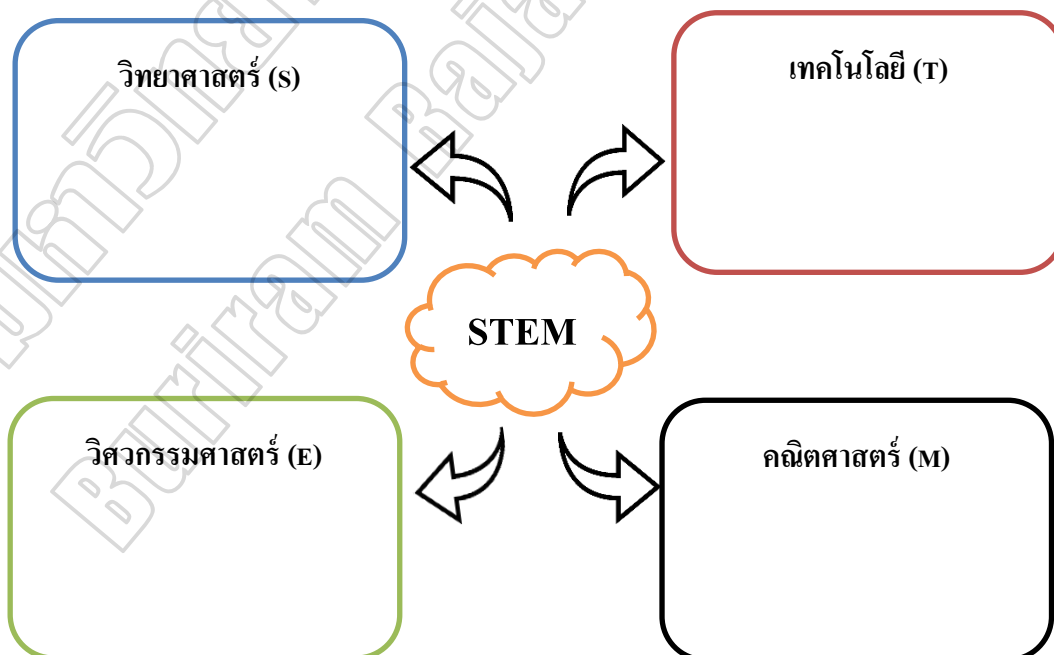 วิทยาศาสตร์ (S)
เทคโนโลยี (T)
STEM
วิศวกรรมศาสตร์ (E)
คณิตศาสตร์ (M)
Buriram Raja